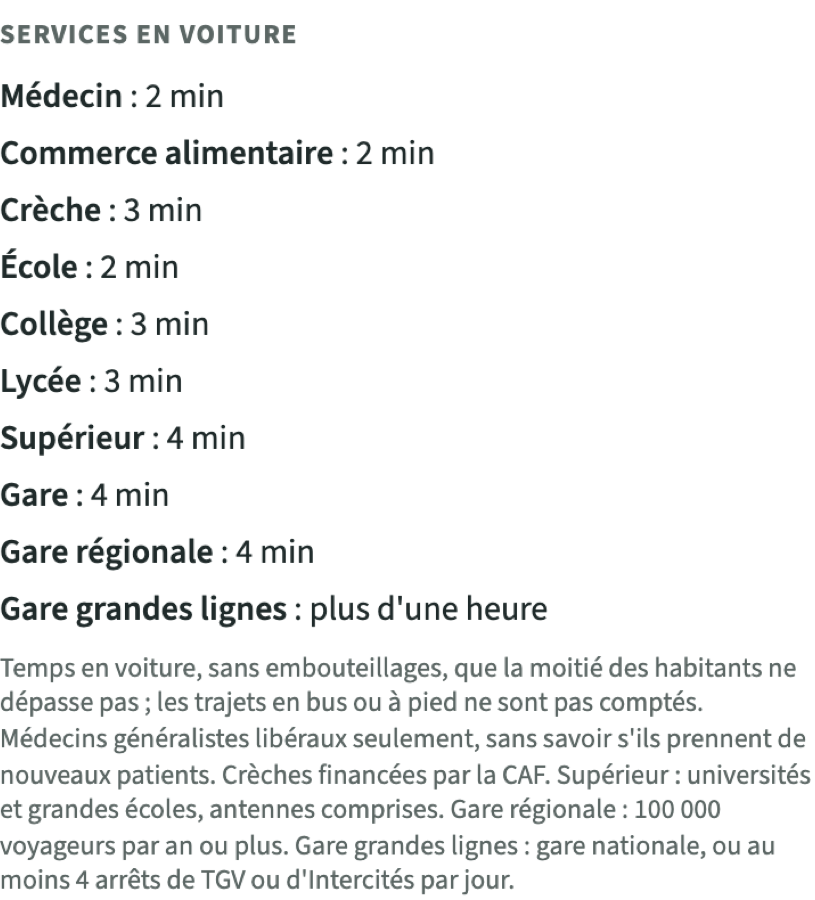 SERVICES EN VOITURE
Médecin : 2 min
Commerce alimentaire : 2 min
Crèche : 3 min
École : 2 min
Collège : 3 min
Lycée : 3 min
Supérieur : 4 min
Gare : 4 min
Gare régionale : 4 min
Gare grandes lignes : plus d'une heure
Temps en voiture, sans embouteillages, que la moitié des habitants ne
dépasse pas ; les trajets en bus ou à pied ne sont pas comptés.
Médecins généralistes libéraux seulement, sans savoir s'ils prennent de
nouveaux patients. Crèches financées par la CAF. Supérieur : universités
et grandes écoles, antennes comprises. Gare régionale : 100 000
voyageurs par an ou plus. Gare grandes lignes : gare nationale, ou au
moins 4 arrêts de TGV ou d'Intercités par jour.